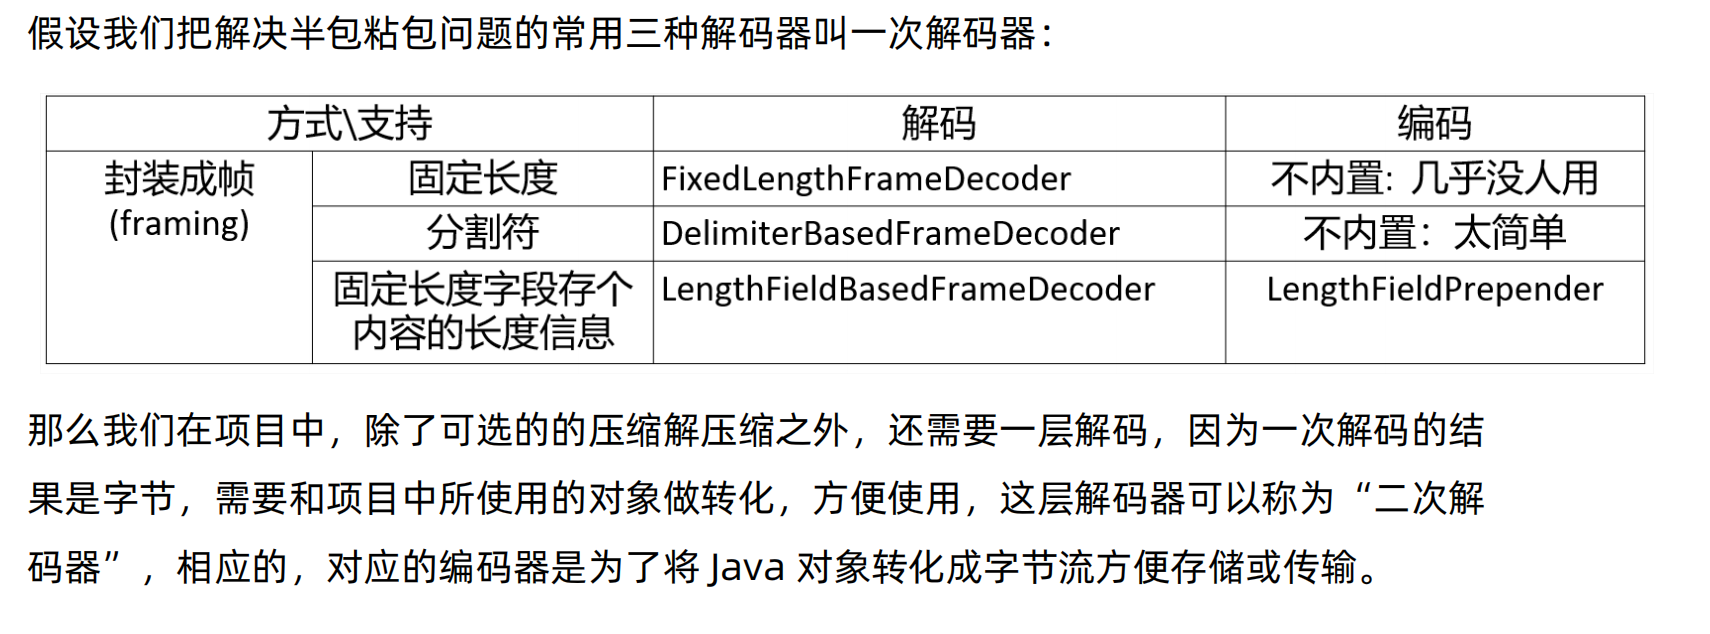 假设我们把解决半包粘包问题的常用三种解码器叫一次解码器：
方式\支持 解码 编码
封装成帧 固定长度 FixedLengthFrameDecoder 不内置: 几乎没人用
(framing) 分割符 DelimiterBasedFrameDecoder 不内置：太简单
固定长度字段存个 LengthFieldBasedFrameDecoder LengthFieldPrepender
内容的长度信息
那么我们在项目中，除了可选的的压缩解压缩之外，还需要一层解码，因为一次解码的结
果是字节，需要和项目中所使用的对象做转化，方便使用，这层解码器可以称为“二次解
码器”，相应的，对应的编码器是为了将 Java 对象转化成字节流方便存储或传输。